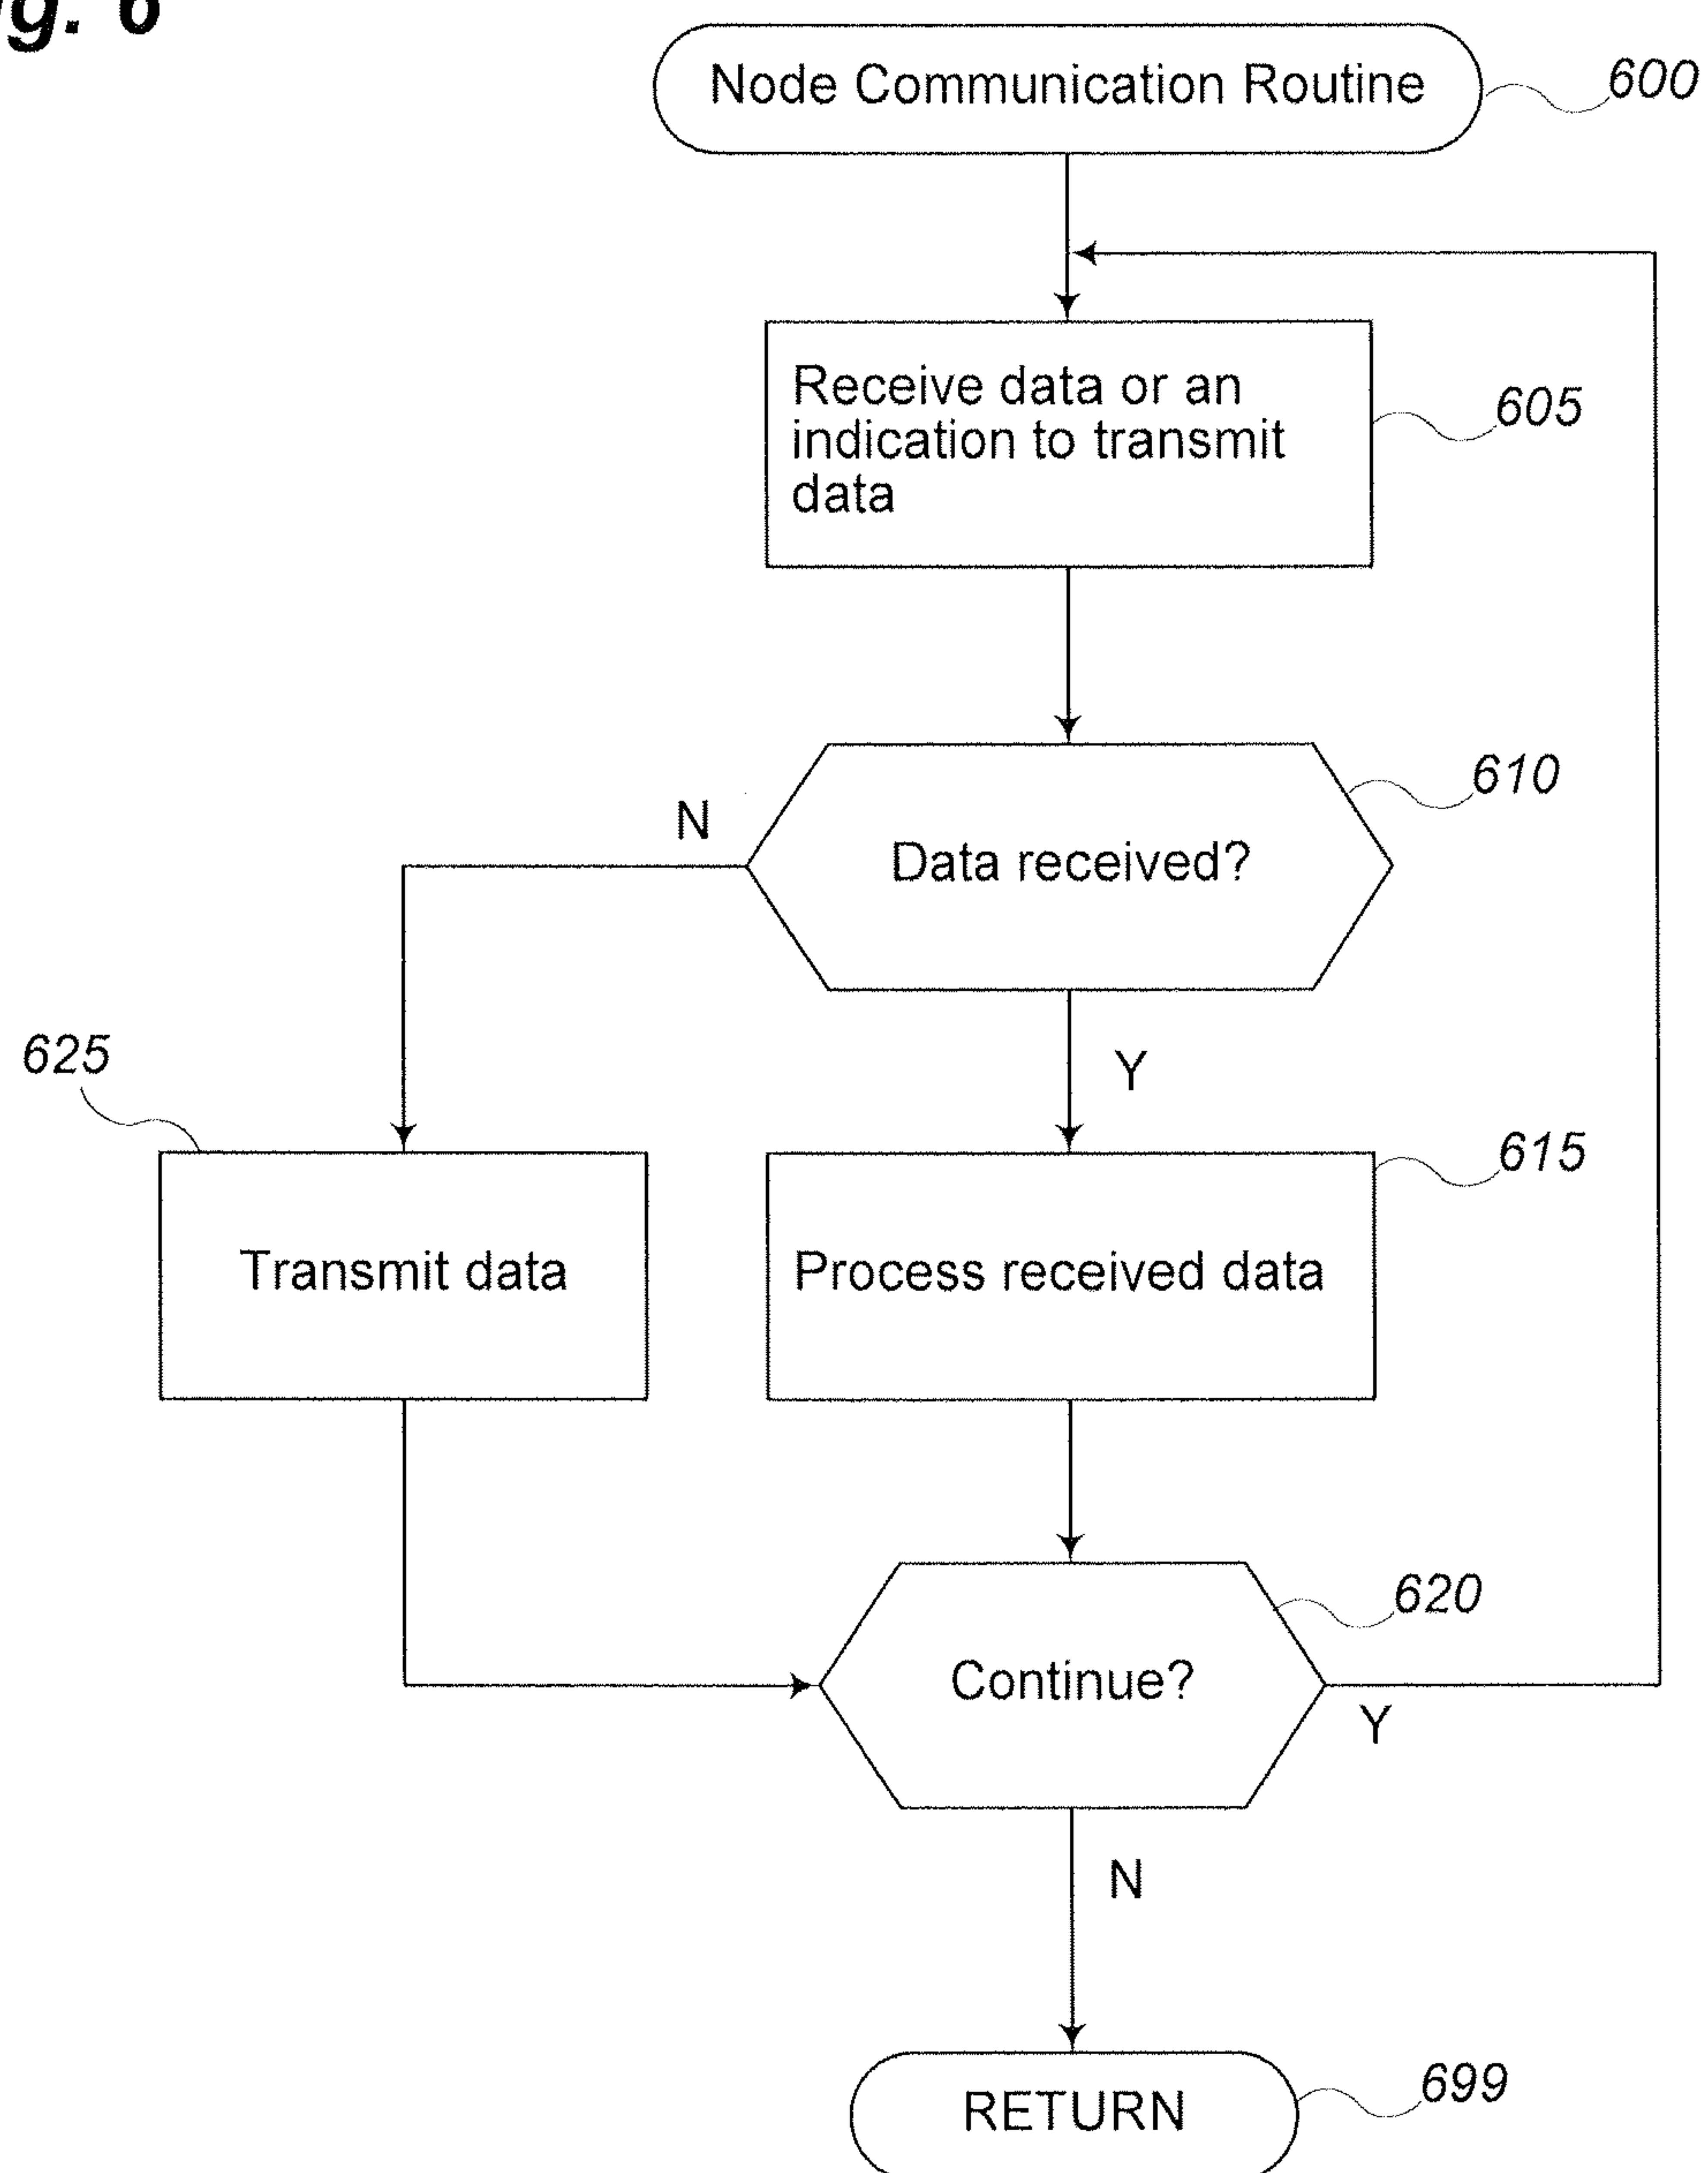 g. 6
Node Communication Routine
600
Receive data or an
indication to transmit
data
605
610
N
Data received?
Y
625
615
Transmit data
Process received data
620
Continue?
Y
N
699
RETURN